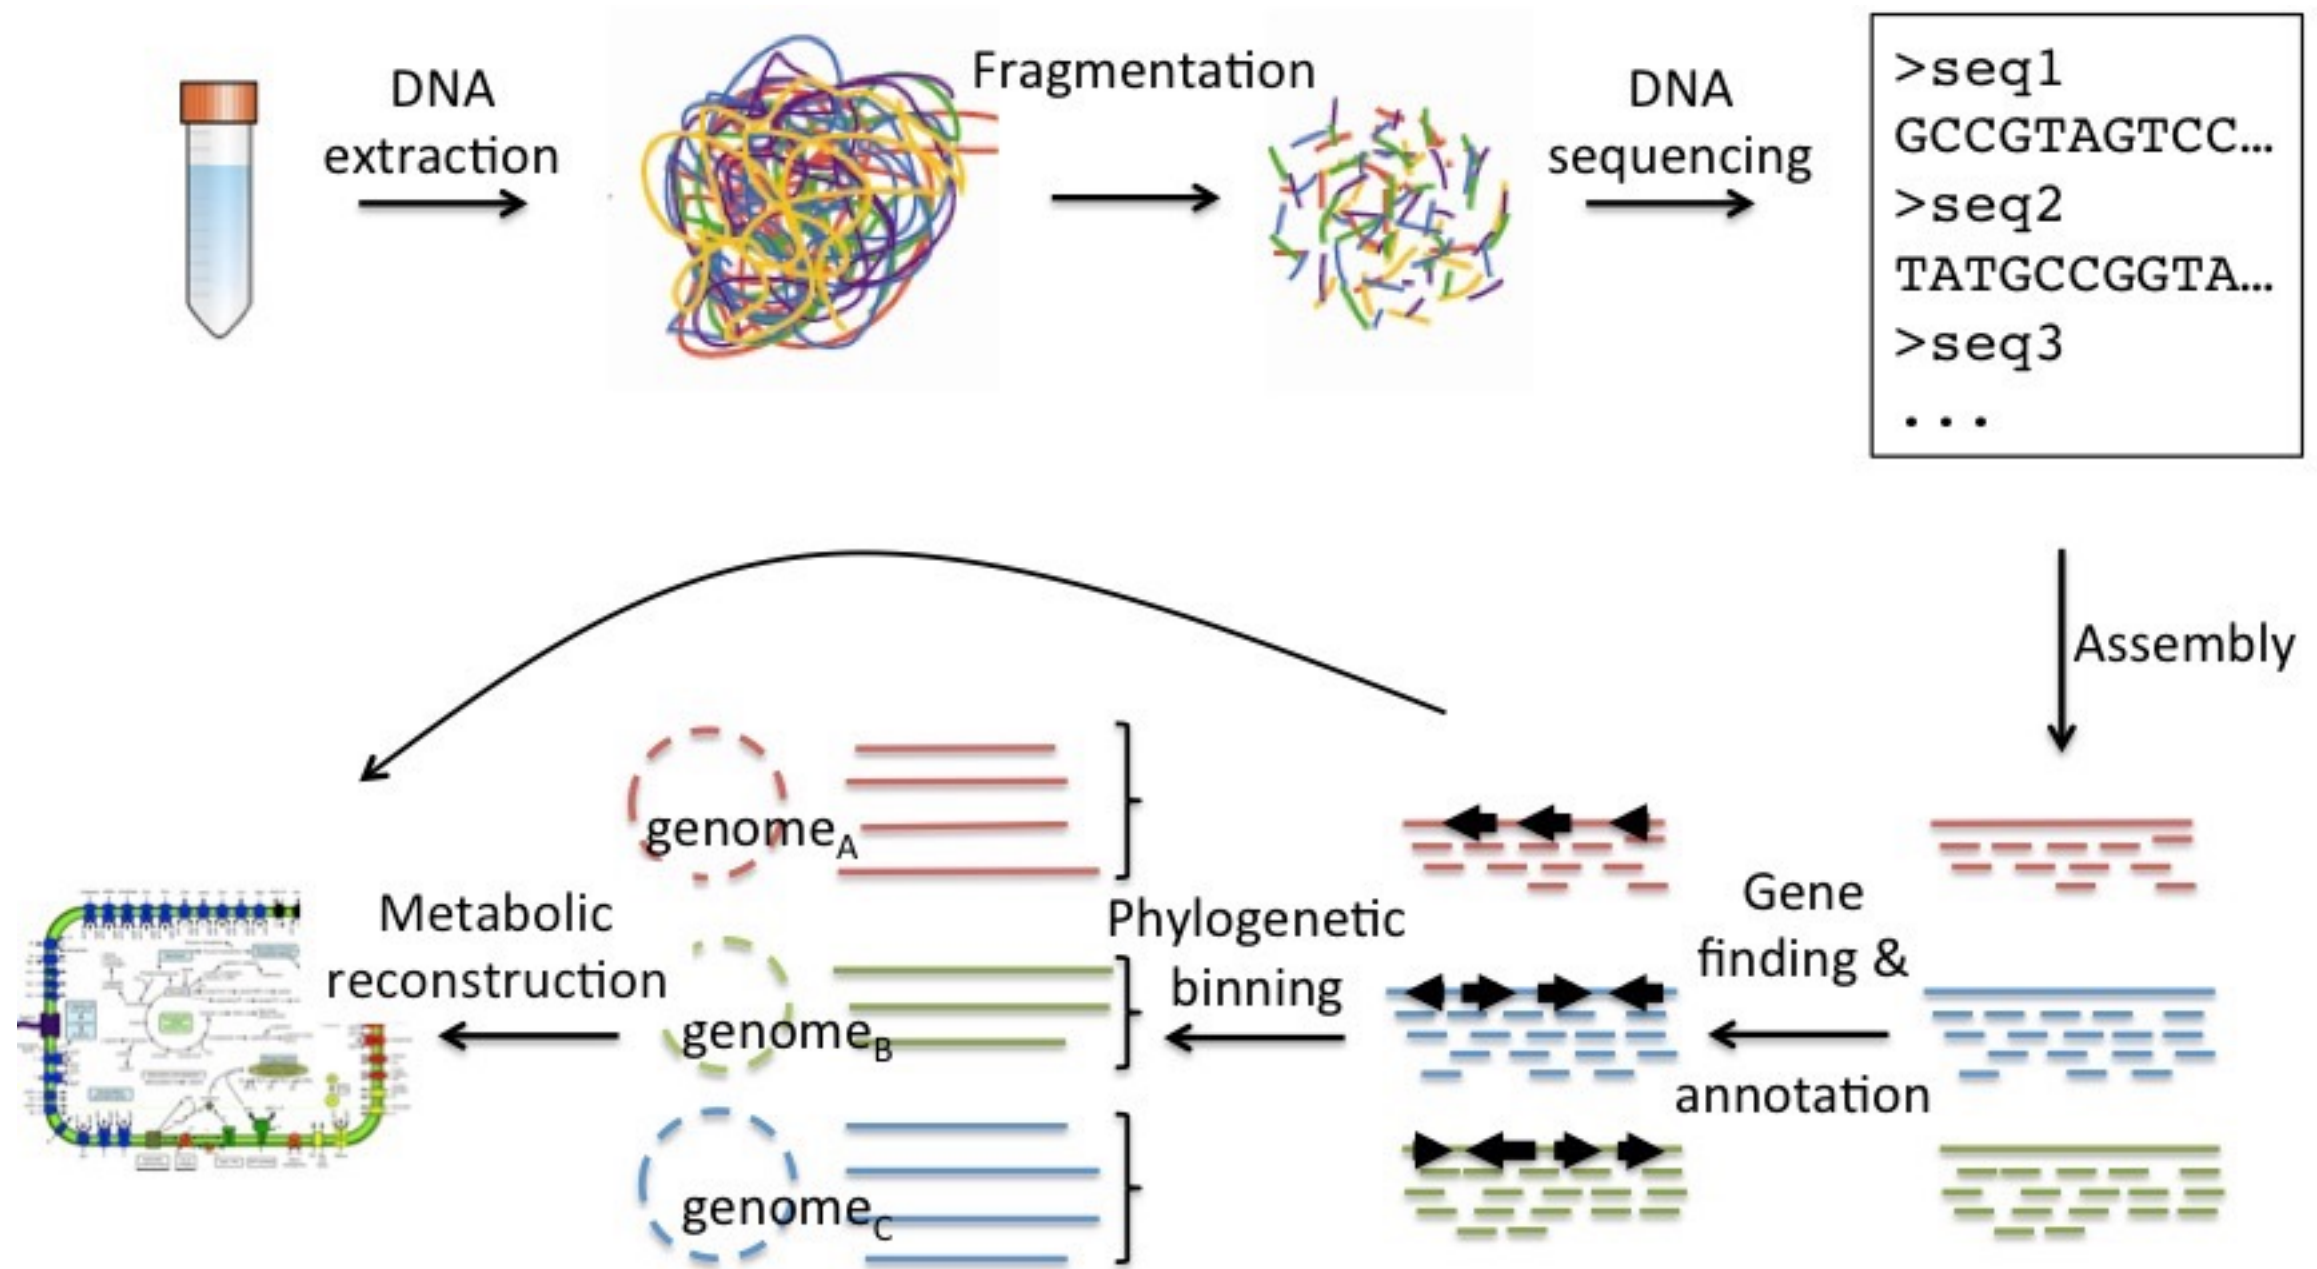 DNA
extraction
Fragmentation
DNA
sequencing
>seq1
GCCGTAGTCC…
>seq2
TATGCCGGTA…
>seq3
...
Assembly
Gene
finding &
annotation
Phylogenetic
binning
genomeA
genomeB
genomeC
Metabolic
reconstruction